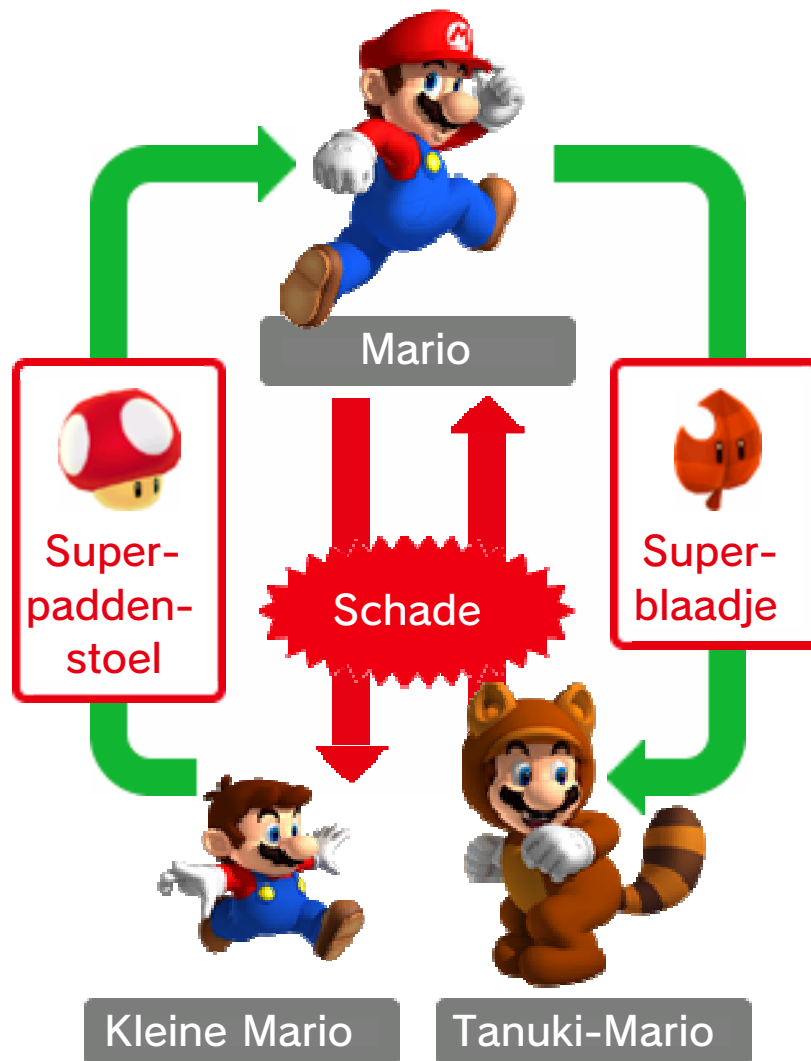 Mario
Super-
padden-
stoel
Schade
Super-
blaadje
Kleine Mario
Tanuki-Mario